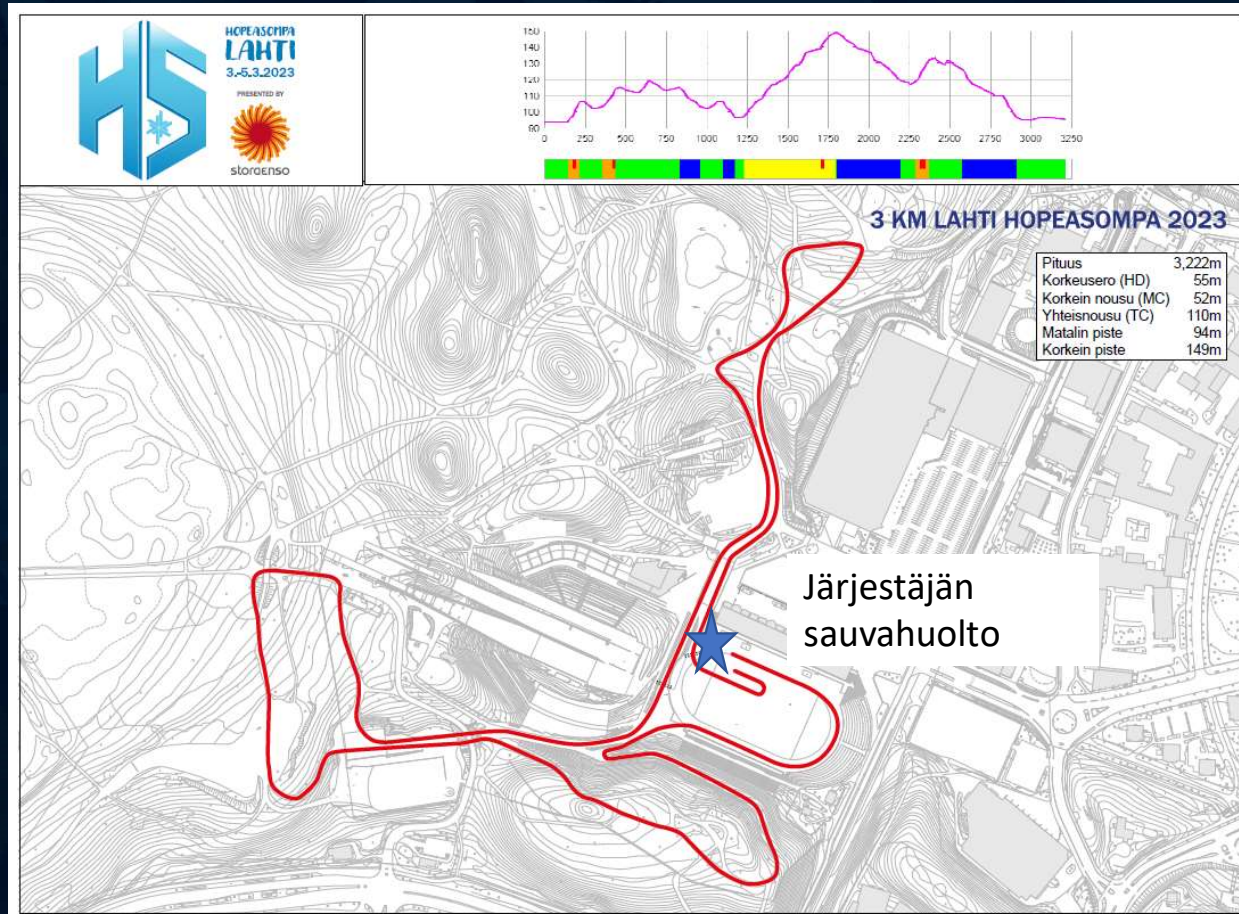 HS
HOPEASOMPA
LAHTI
3.-5.3.2023
PRESENTED BY
storaenso
150
140
120
110
100
90
0 250 500 750 1000 1250 1500 1750 2000 2250 2500 2750 3000 3250
3 KM LAHTI HOPEASOMPA 2023
Pituus 3,222m
Korkeusero (HD) 55m
Korkein nousu (MC) 52m
Yhteisnousu (TC) 110m
Matalin piste 94m
Korkein piste 149m
Järjestäjän
sauvahuolto